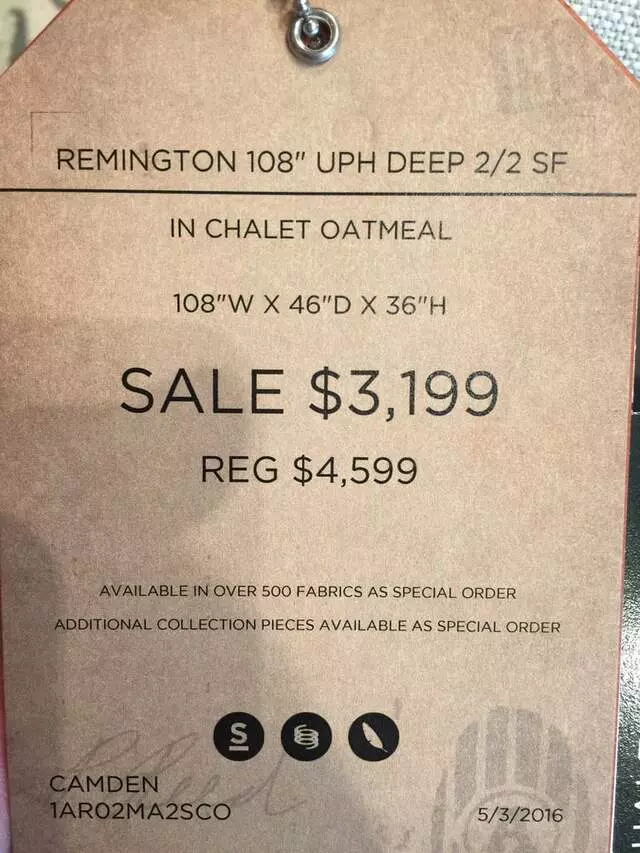 REMINGTON 108" UPH DEEP 2/2 SF
IN CHALET OATMEAL
108"W X 46"D X 36"H
SALE $3,199
REG $4,599
AVAILABLE IN OVER 500 FABRICS AS SPECIAL ORDER
ADDITIONAL COLLECTION PIECES AVAILABLE AS SPECIAL ORDER
S
CAMDEN
1AR02MA2SCO
5/3/2016